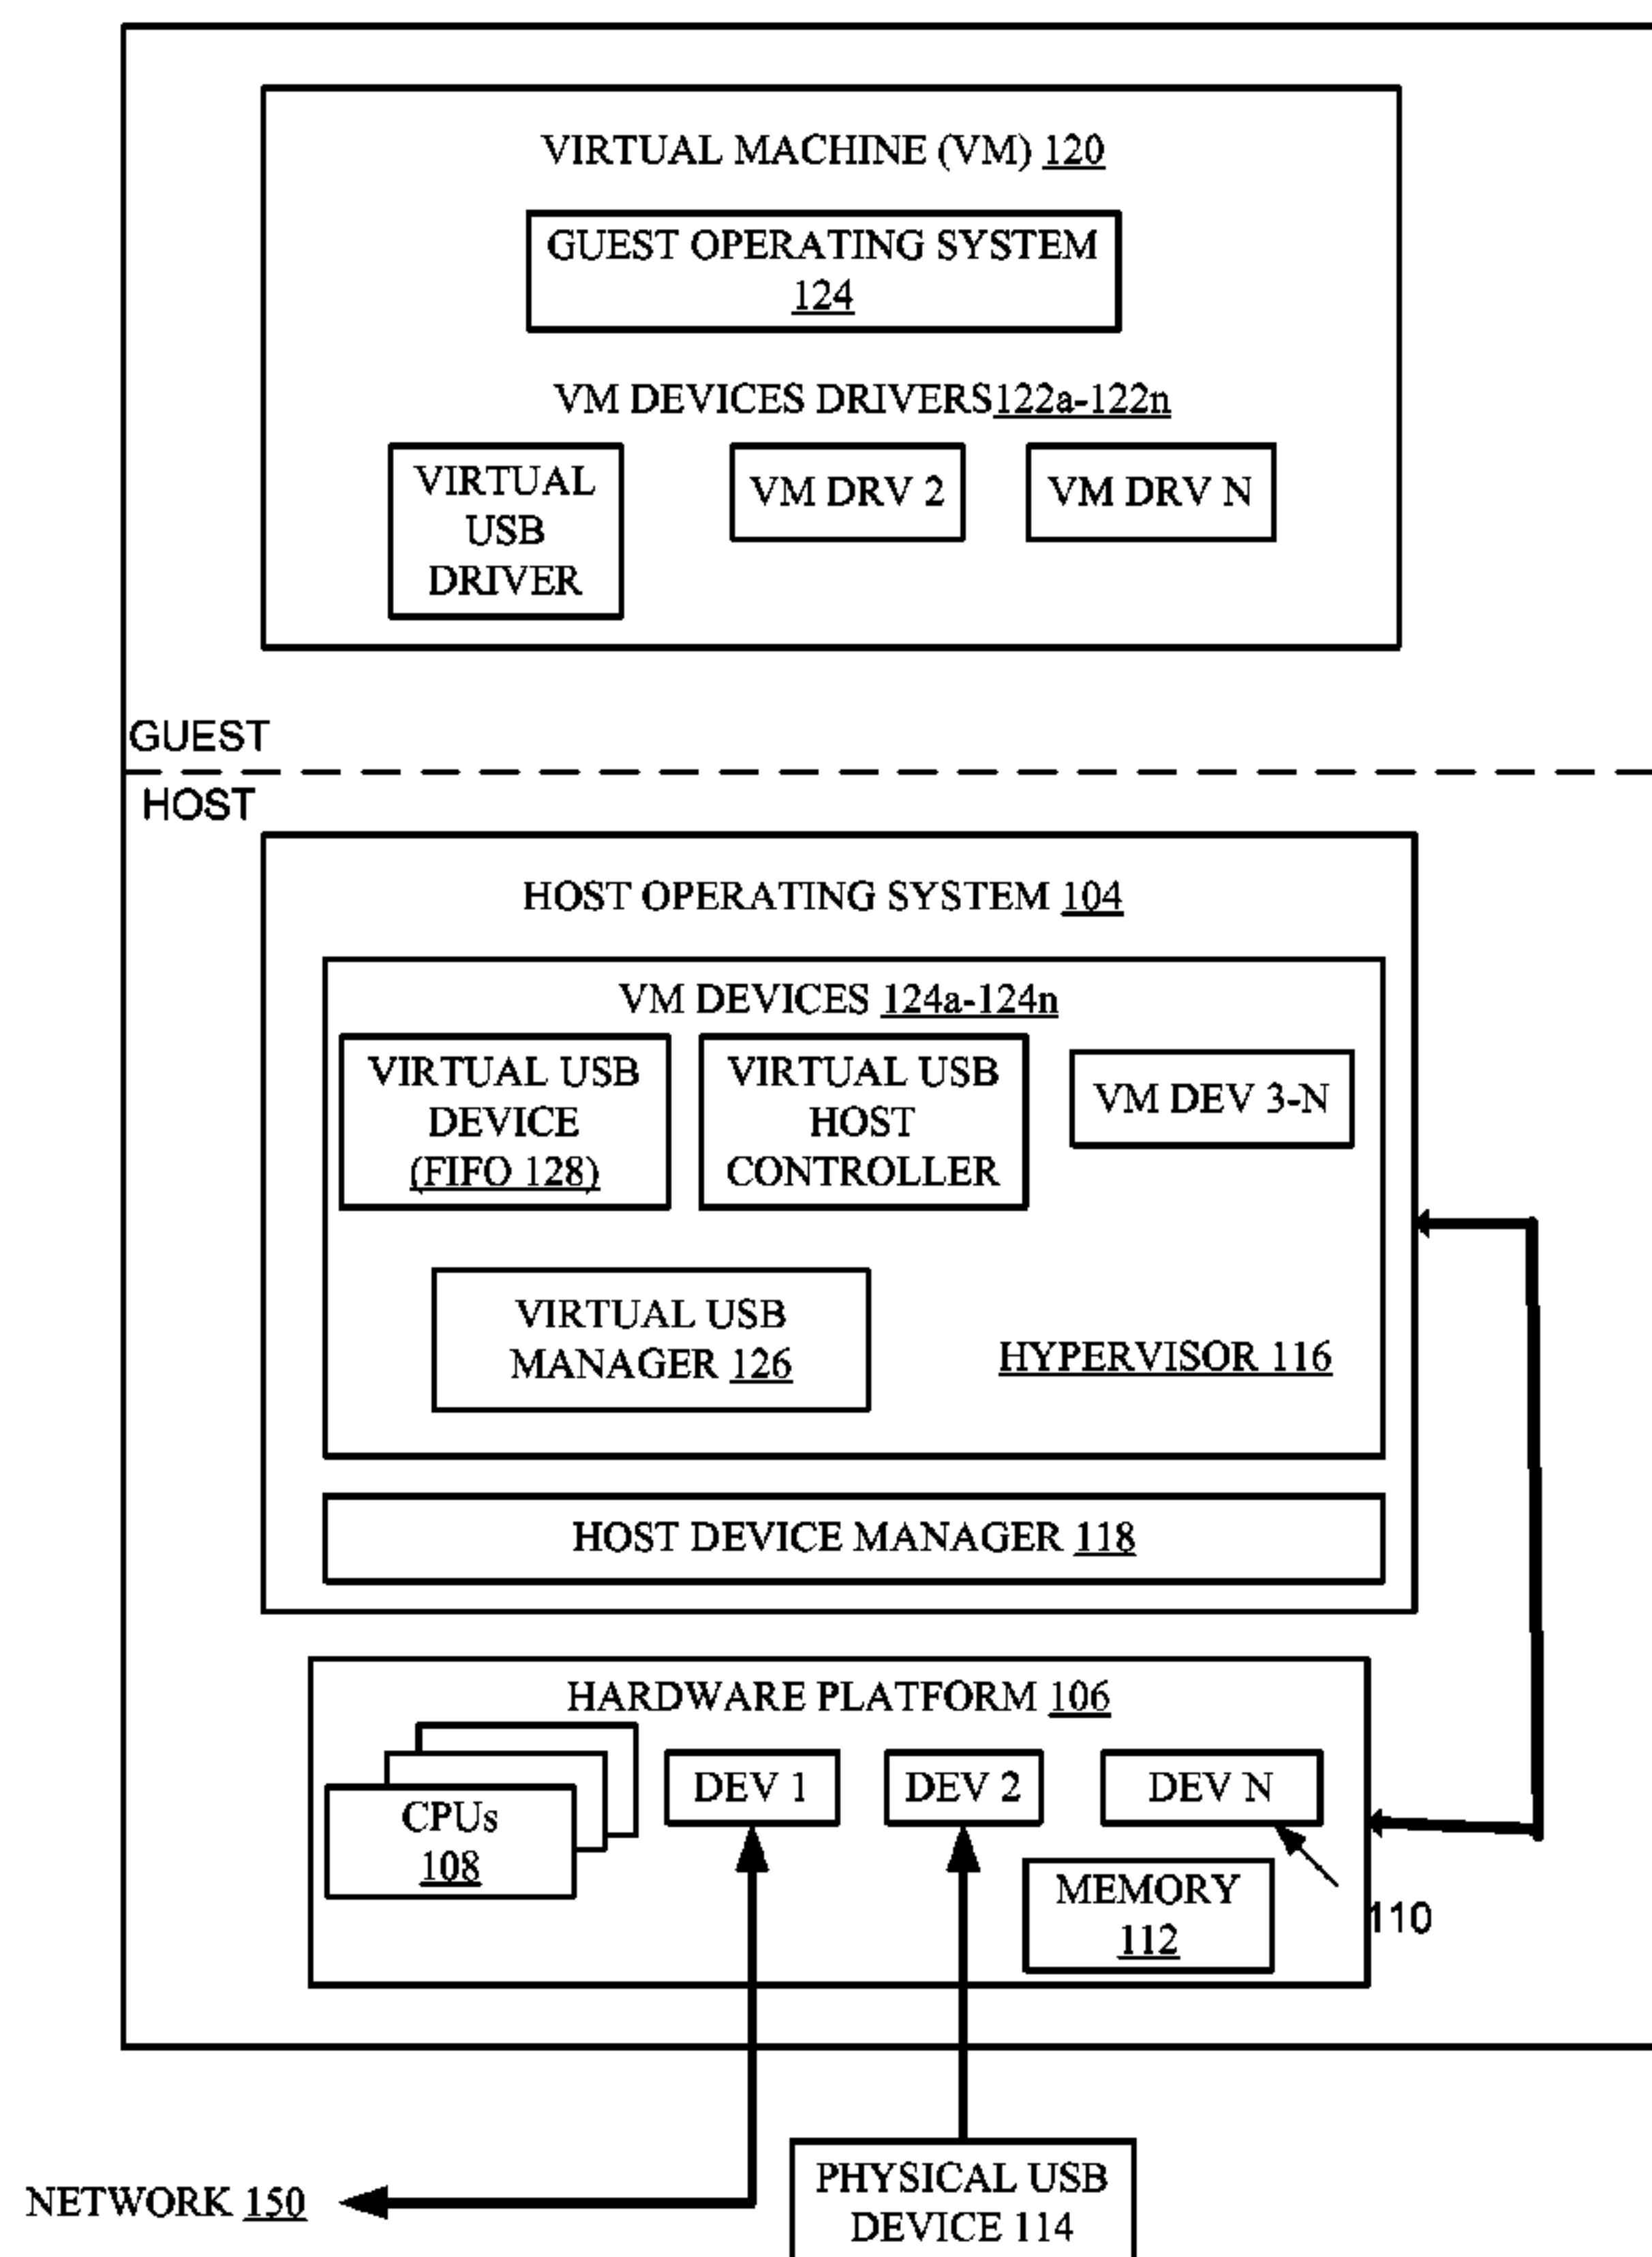 VIRTUAL MACHINE (VM) 120
GUEST OPERATING SYSTEM
124
VM DEVICES DRIVERS122a-122n
VIRTUAL
USB
DRIVER
VM DRV 2
VM DRV N
GUEST
HOST
HOST OPERATING SYSTEM 104
VM DEVICES 124a-124n
VIRTUAL USB
DEVICE
(FIFO 128)
VIRTUAL USB
HOST
CONTROLLER
VM DEV 3-N
VIRTUAL USB
MANAGER 126
HYPERVISOR 116
HOST DEVICE MANAGER 118
HARDWARE PLATFORM 106
CPUs
108
DEV 1
DEV 2
DEV N
MEMORY
112
110
NETWORK 150
PHYSICAL USB
DEVICE 114